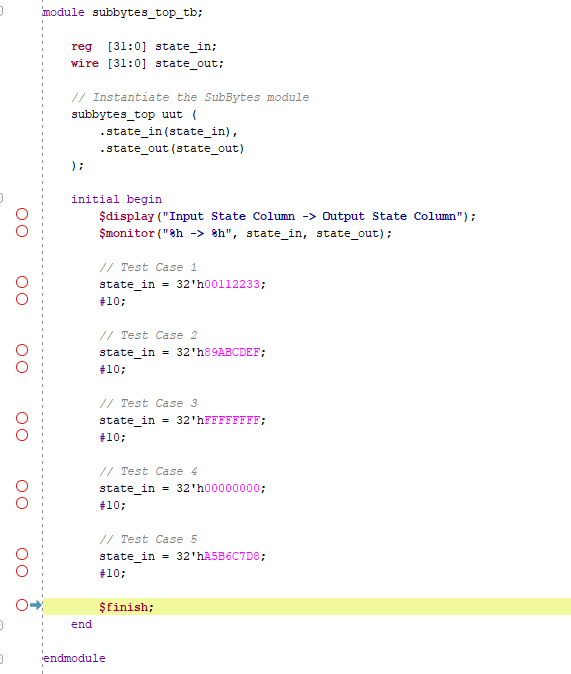 module subbytes_top_tb;
reg [31:0] state_in;
wire [31:0] state_out;
// Instantiate the SubBytes module
subbytes_top uut (
.state_in(state_in),
.state_out(state_out)
);
initial begin
$display("Input State Column -> Output State Column");
$monitor("%h -> %h", state_in, state_out);
// Test Case 1
state_in = 32'h00112233;
#10;
// Test Case 2
state_in = 32'h89ABCDEF;
#10;
// Test Case 3
state_in = 32'hFFFFFFFF;
#10;
// Test Case 4
state_in = 32'h00000000;
#10;
// Test Case 5
state_in = 32'hA5B6C7D8;
#10;
$finish;
end
endmodule